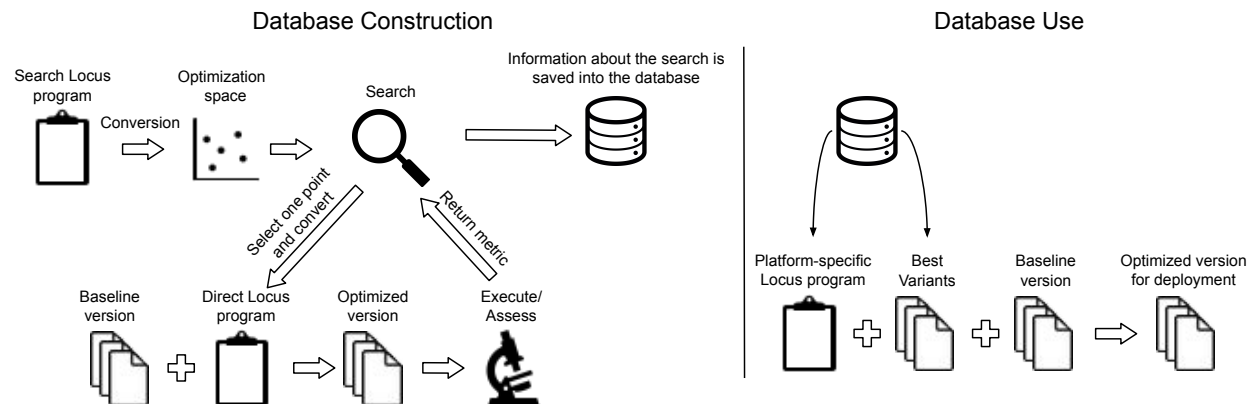 Database Construction
Search Locus
program
Conversion
Optimization
space
Search
Information about the search is
saved into the database
Select one point
and convert
Return metric
Baseline
version
Direct Locus
program
Optimized
version
Execute/
Assess
Database Use
Platform-specific
Locus program
Best
Variants
Baseline
version
Optimized version
for deployment